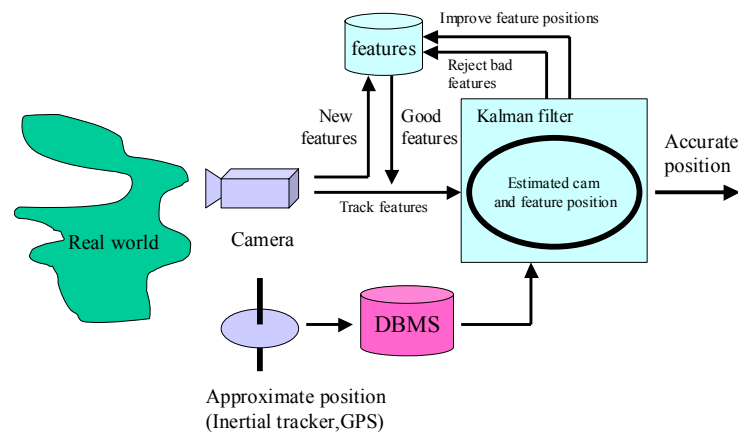 Improve feature positions
features
Reject bad
features
New
features
Good
features
Kalman filter
Accurate
position
Estimated cam
and feature position
Track features
Real world
Camera
DBMS
Approximate position
(Inertial tracker,GPS)